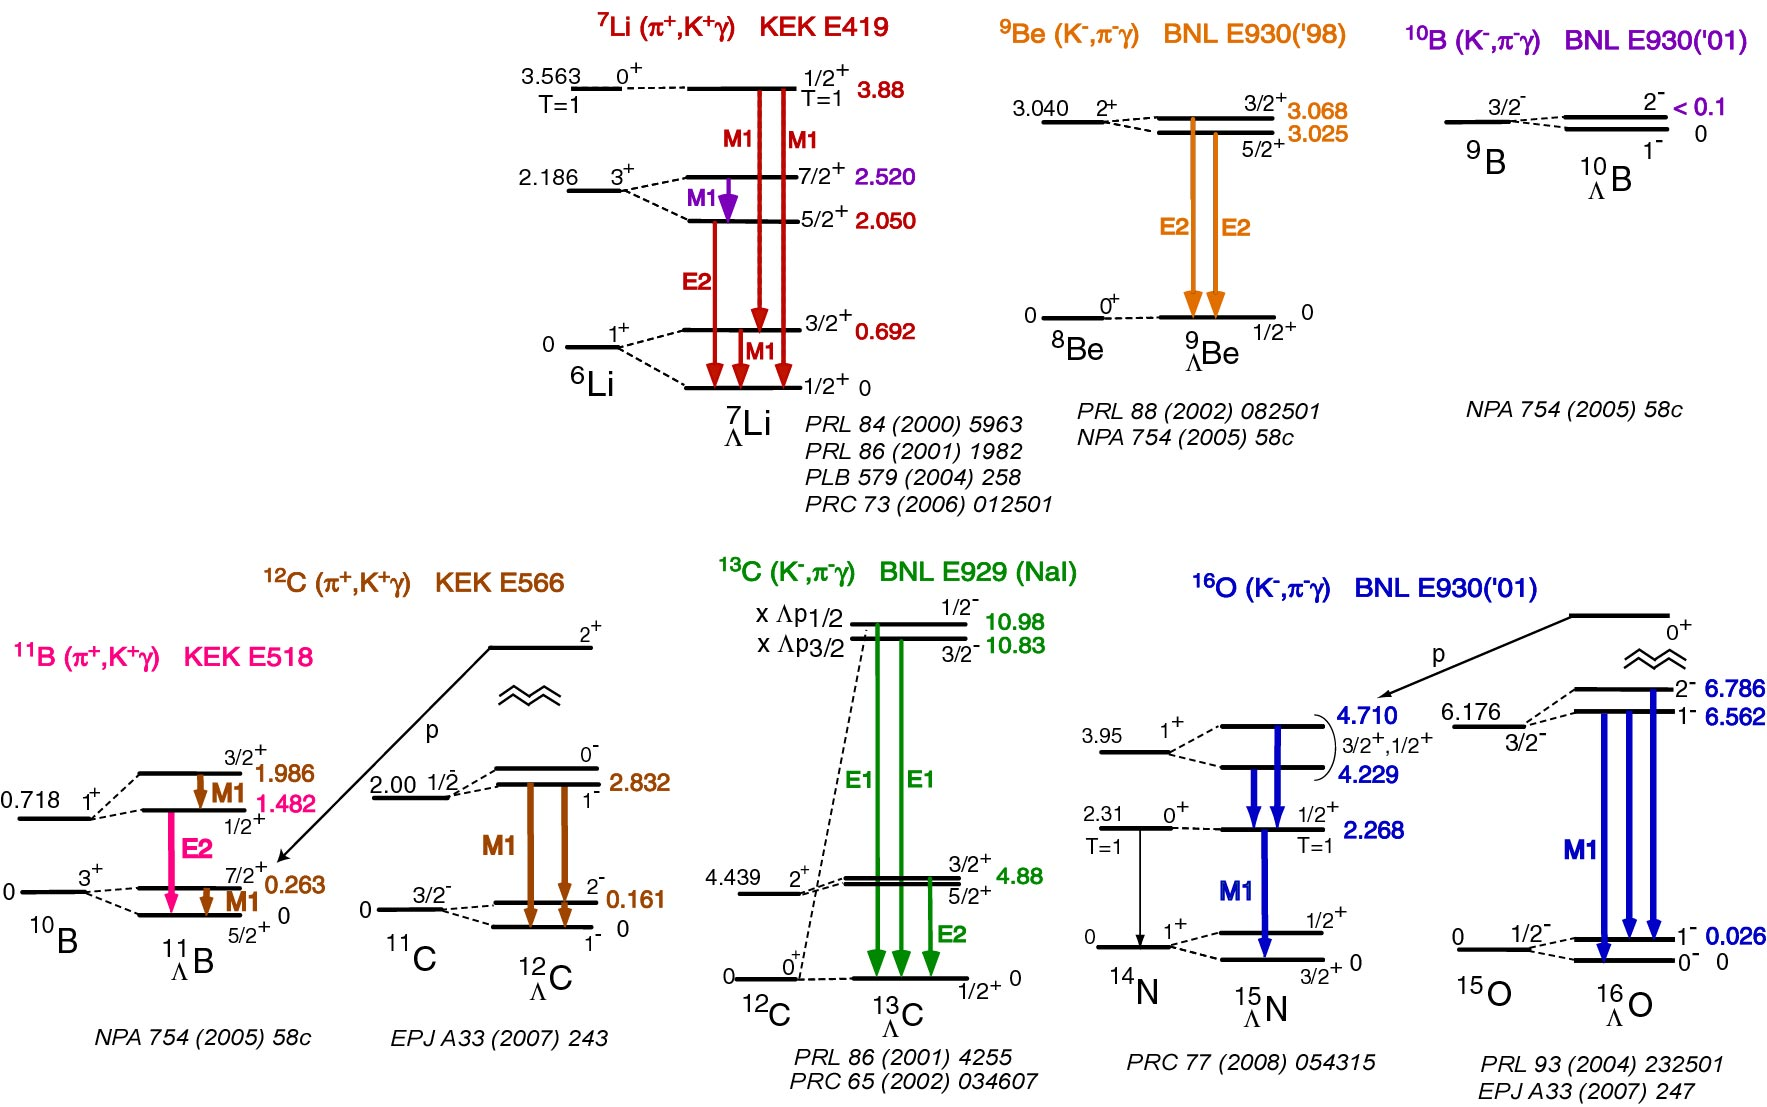 ⁷Li (π⁺,K⁺γ) KEK E419
3.563 0⁺ 1/2⁺ 3.88
T=1 T=1
M1 M1
2.186 3⁺ 7/2⁺ 2.520
M1
5/2⁺ 2.050
E2
3/2⁺ 0.692
0 1⁺ M1
⁶Li 1/2⁺ 0
⁷ΛLi
PRL 84 (2000) 5963
PRL 86 (2001) 1982
PLB 579 (2004) 258
PRC 73 (2006) 012501
⁹Be (K⁻,π⁻γ) BNL E930('98)
3.040 2⁺ 3/2⁺ 3.068
3.025
5/2⁺
E2 E2
0 0⁺ 0
1/2⁺
⁸Be ⁹ΛBe
PRL 88 (2002) 082501
NPA 754 (2005) 58c
¹⁰B (K⁻,π⁻γ) BNL E930('01)
3/2⁻ 2⁻ < 0.1
0
1⁻
⁹B ¹⁰ΛB
NPA 754 (2005) 58c
¹¹B (π⁺,K⁺γ) KEK E518
3/2⁺ 1.986
0.718 1⁺ M1 1.482
1/2⁺
E2
3⁺ 7/2⁺ 0.263
0 M1 0
5/2⁺
¹⁰B ¹¹ΛB
NPA 754 (2005) 58c
¹²C (π⁺,K⁺γ) KEK E566
2⁺
p
0⁻
2.00 1/2⁻ 2.832
1⁻
M1
3/2⁻ 2⁻ 0.161
0 0
1⁻
¹¹C ¹²ΛC
EPJ A33 (2007) 243
¹³C (K⁻,π⁻γ) BNL E929 (NaI)
x Λp1/2 1/2⁻ 10.98
x Λp3/2 3/2⁻ 10.83
E1 E1
4.439 2⁺ 3/2⁺ 4.88
5/2⁺
E2
0 0⁺ 1/2⁺ 0
¹²C ¹³ΛC
PRL 86 (2001) 4255
PRC 65 (2002) 034607
¹⁶O (K⁻,π⁻γ) BNL E930('01)
0⁺
p
4.710
3.95 1⁺ 3/2⁺,1/2⁺
4.229
2.31 0⁺ 1/2⁺ 2.268
T=1 T=1
M1
0 1⁺ 1/2⁺
3/2⁺ 0
¹⁴N ¹⁵ΛN
PRC 77 (2008) 054315
2⁻ 6.786
6.176 1⁻ 6.562
3/2⁻
M1
0 1/2⁻ 1⁻ 0.026
0⁻ 0
¹⁵O ¹⁶ΛO
PRL 93 (2004) 232501
EPJ A33 (2007) 247